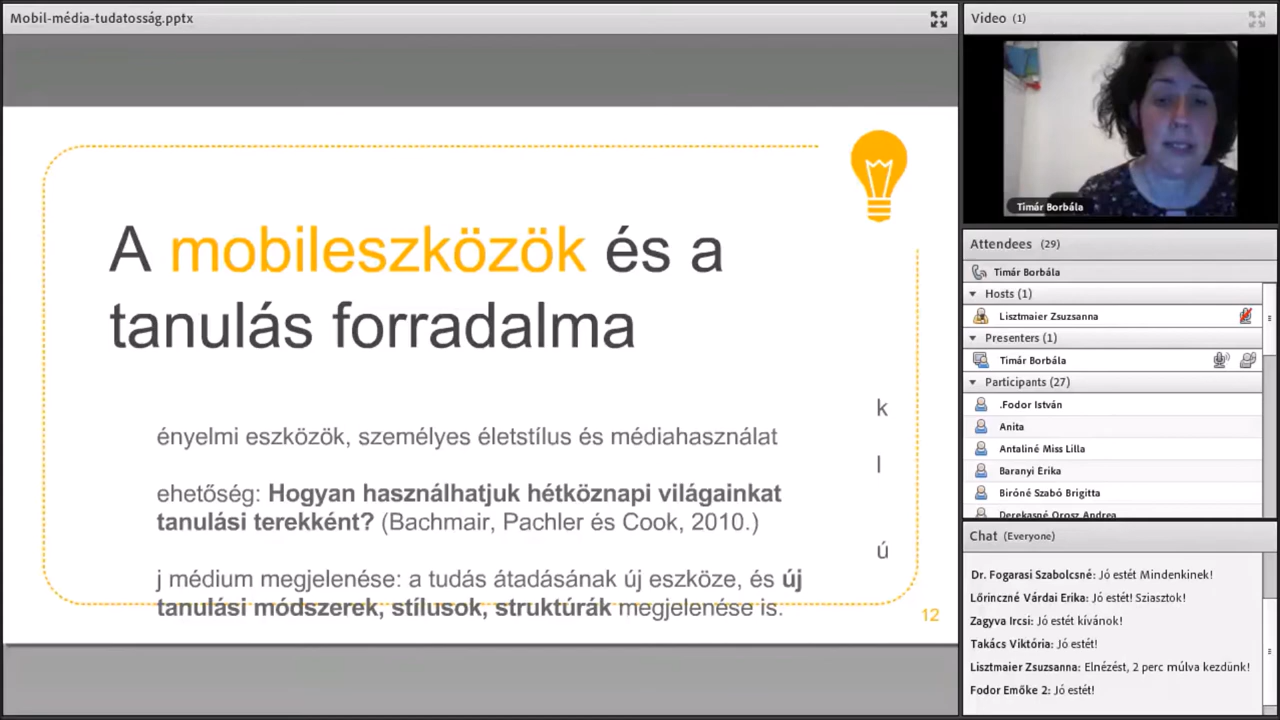 Mobil-média-tudatosság.pptx
A mobileszközök és a
tanulás forradalma
k
ényelmi eszközök, személyes életstílus és médiahasználat
l
ehetőség: Hogyan használhatjuk hétköznapi világainkat
tanulási terekként? (Bachmair, Pachler és Cook, 2010.)
ú
j médium megjelenése: a tudás átadásának új eszköze, és új
tanulási módszerek, stílusok, struktúrák megjelenése is.
12
Video (1)
Timár Borbála
Attendees (29)
Timár Borbála
Hosts (1)
Lisztmaier Zsuzsanna
Presenters (1)
Timár Borbála
Participants (27)
.Fodor István
Anita
Antaliné Miss Lilla
Baranyi Erika
Biróné Szabó Brigitta
Derekasné Orosz Andrea
Chat (Everyone)
Dr. Fogarasi Szabolcsné: Jó estét Mindenkinek!
Lőrinczné Várdai Erika: Jó estét! Sziasztok!
Zagyva Ircsi: Jó estét kívánok!
Takács Viktória: Jó estét!
Lisztmaier Zsuzsanna: Elnézést, 2 perc múlva kezdünk!
Fodor Emőke 2: Jó estét!